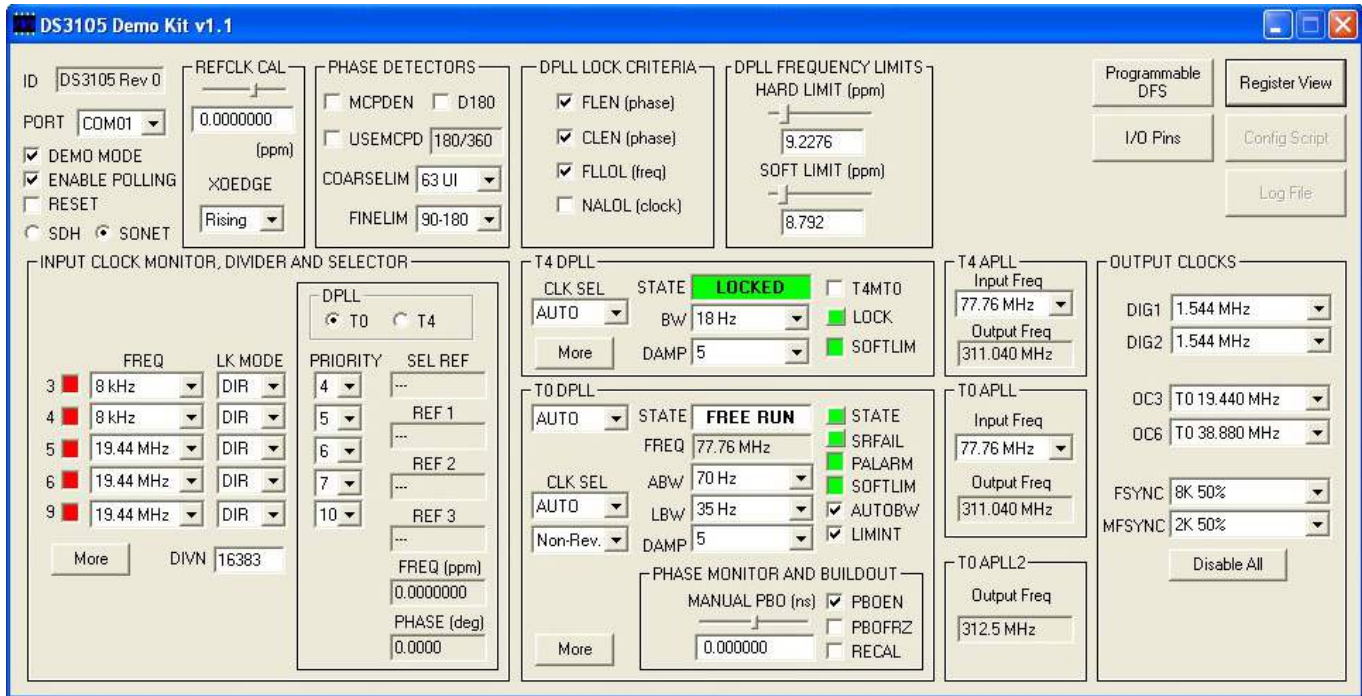 DS3105 Demo Kit v1.1
ID DS3105 Rev 0
PORT COM01
DEMO MODE
ENABLE POLLING
RESET
SDH SONET
REFCLK CAL
0.0000000
(ppm)
XOEDGE
Rising
PHASE DETECTORS
MCPDEN D180
USEMCPD 180/360
COARSELIM 63 UI
FINELIM 90-180
DPLL LOCK CRITERIA
FLEN (phase)
CLEN (phase)
FLLOL (freq)
NALOL (clock)
DPLL FREQUENCY LIMITS
HARD LIMIT (ppm)
9.2276
SOFT LIMIT (ppm)
8.792
Programmable
DFS
Register View
I/O Pins
Config Script
Log File
INPUT CLOCK MONITOR, DIVIDER AND SELECTOR
DPLL
T0 T4
FREQ LK MODE PRIORITY SEL REF
3 8 kHz DIR 4 ---
REF 1
4 8 kHz DIR 5 ---
5 19.44 MHz DIR 6
REF 2
6 19.44 MHz DIR 7 ---
9 19.44 MHz DIR 10
REF 3
---
More DIVN 16383
FREQ (ppm)
0.0000000
PHASE (deg)
0.0000
T4 DPLL
CLK SEL STATE LOCKED T4MT0
AUTO BW 18 Hz LOCK
More DAMP 5 SOFTLIM
T0 DPLL
AUTO STATE FREE RUN STATE
FREQ 77.76 MHz SRFAIL
PALARM
CLK SEL ABW 70 Hz SOFTLIM
AUTO LBW 35 Hz AUTOBW
Non-Rev. DAMP 5 LIMINT
PHASE MONITOR AND BUILDOUT
MANUAL PBO (ns) PBOEN
PBOFRZ
More 0.000000 RECAL
T4 APLL
Input Freq
77.76 MHz
Output Freq
311.040 MHz
T0 APLL
Input Freq
77.76 MHz
Output Freq
311.040 MHz
T0 APLL2
Output Freq
312.5 MHz
OUTPUT CLOCKS
DIG1 1.544 MHz
DIG2 1.544 MHz
OC3 T0 19.440 MHz
OC6 T0 38.880 MHz
FSYNC 8K 50%
MFSYNC 2K 50%
Disable All